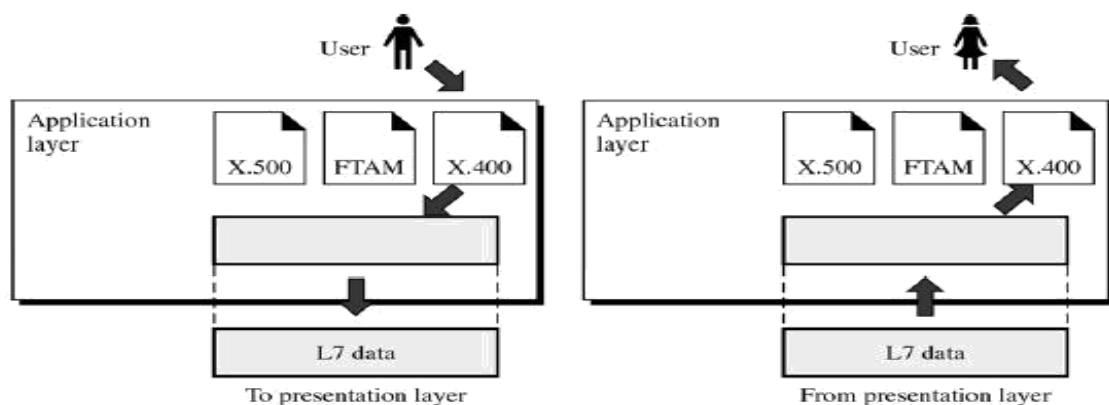 User
Application
layer
X.500
FTAM
X.400
L7 data
To presentation layer
User
Application
layer
X.500
FTAM
X.400
L7 data
From presentation layer